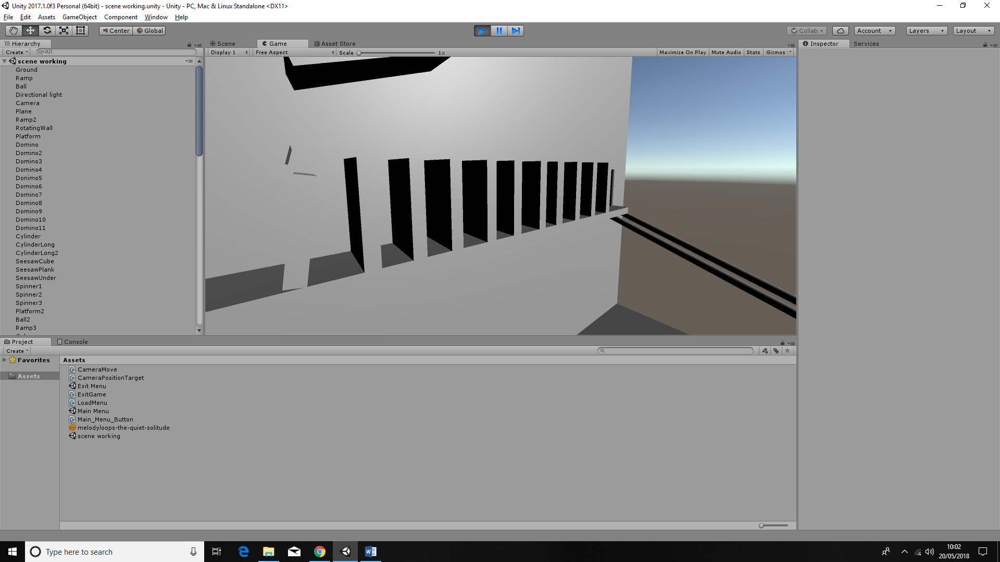 Unity 2017.1.0f3 Personal (64bit) - scene working.unity - Unity - PC, Mac & Linux Standalone <DX11>
File Edit Assets GameObject Component Window Help
Center Global Collab Account Layers Layout
Hierarchy Scene Game Asset Store Inspector Services
Create All Display 1 Free Aspect Scale 1x Maximize On Play Mute Audio Stats Gizmos
scene working
Ground
Ramp
Ball
Directional light
Camera
Plane
Ramp2
RotatingWall
Platform
Domino
Domino2
Domino3
Domino4
Donimo5
Domino6
Domino7
Domino8
Domino9
Domino10
Domino11
Cylinder
CylinderLong
CylinderLong2
SeesawCube
SeesawPlank
SeesawUnder
Spinner1
Spinner2
Spinner3
Platform2
Ball2
Ramp3
Project Console
Create
Favorites
Assets
Assets
CameraMove
CameraPositionTarget
Exit Menu
ExitGame
LoadMenu
Main Menu
Main_Menu_Button
melodyloops-the-quiet-solitude
scene working
Type here to search
10:02
20/05/2018